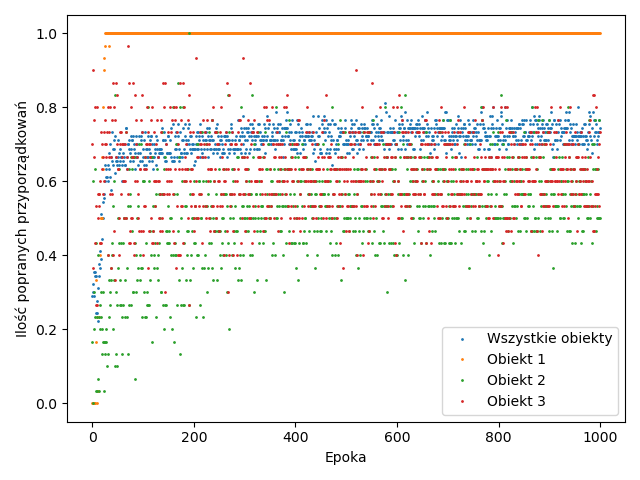 1.0
0.8
0.6
0.4
0.2
0.0
Ilość popranych przyporządkowań
0
200
400
600
800
1000
Epoka
Wszystkie obiekty
Obiekt 1
Obiekt 2
Obiekt 3